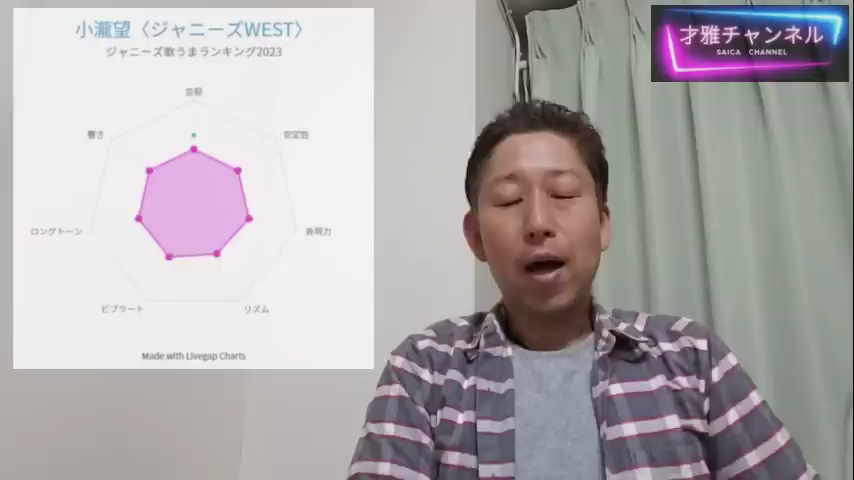 小瀧望〈ジャニーズWEST〉
ジャニーズ歌うまランキング2023
音程
響き
安定性
ロングトーン
表現力
ビブラート
リズム
Made with Livegap Charts
才雅チャンネル
SAICA CHANNEL